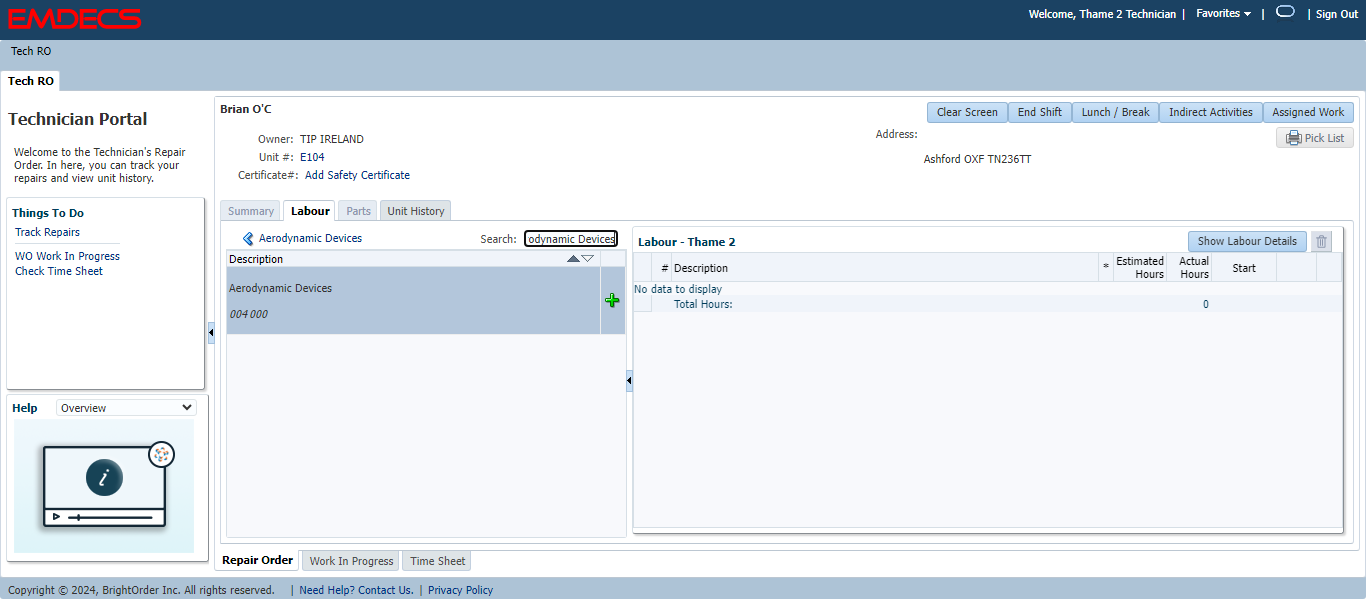 EMDECS
Welcome, Thame 2 Technician | Favorites | | Sign Out
Tech RO
Tech RO
Technician Portal
Welcome to the Technician's Repair
Order. In here, you can track your
repairs and view unit history.
Things To Do
Track Repairs
WO Work In Progress
Check Time Sheet
Help Overview
i
Brian O'C
Clear Screen End Shift Lunch / Break Indirect Activities Assigned Work
Owner: TIP IRELAND
Unit #: E104
Certificate#: Add Safety Certificate
Address:
Ashford OXF TN236TT
Pick List
Summary Labour Parts Unit History
Aerodynamic Devices Search: odynamic Devices
Description
Aerodynamic Devices
004 000
Labour - Thame 2 Show Labour Details
# Description * Estimated Hours Actual Hours Start
No data to display
Total Hours: 0
Repair Order Work In Progress Time Sheet
Copyright © 2024, BrightOrder Inc. All rights reserved. | Need Help? Contact Us. | Privacy Policy